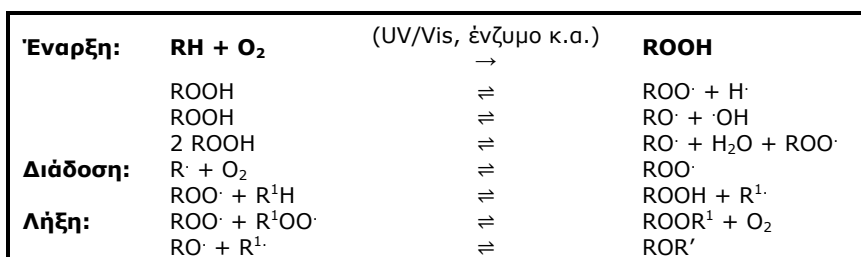 Έναρξη: RH + O₂ (UV/Vis, ένζυμο κ.α.) → ROOH
ROOH ⇌ ROO· + H·
ROOH ⇌ RO· + ·OH
2 ROOH ⇌ RO· + H₂O + ROO·
Διάδοση: R· + O₂ ⇌ ROO·
ROO· + R¹H ⇌ ROOH + R¹·
Λήξη: ROO· + R¹OO· ⇌ ROOR¹ + O₂
RO· + R¹· ⇌ ROR′